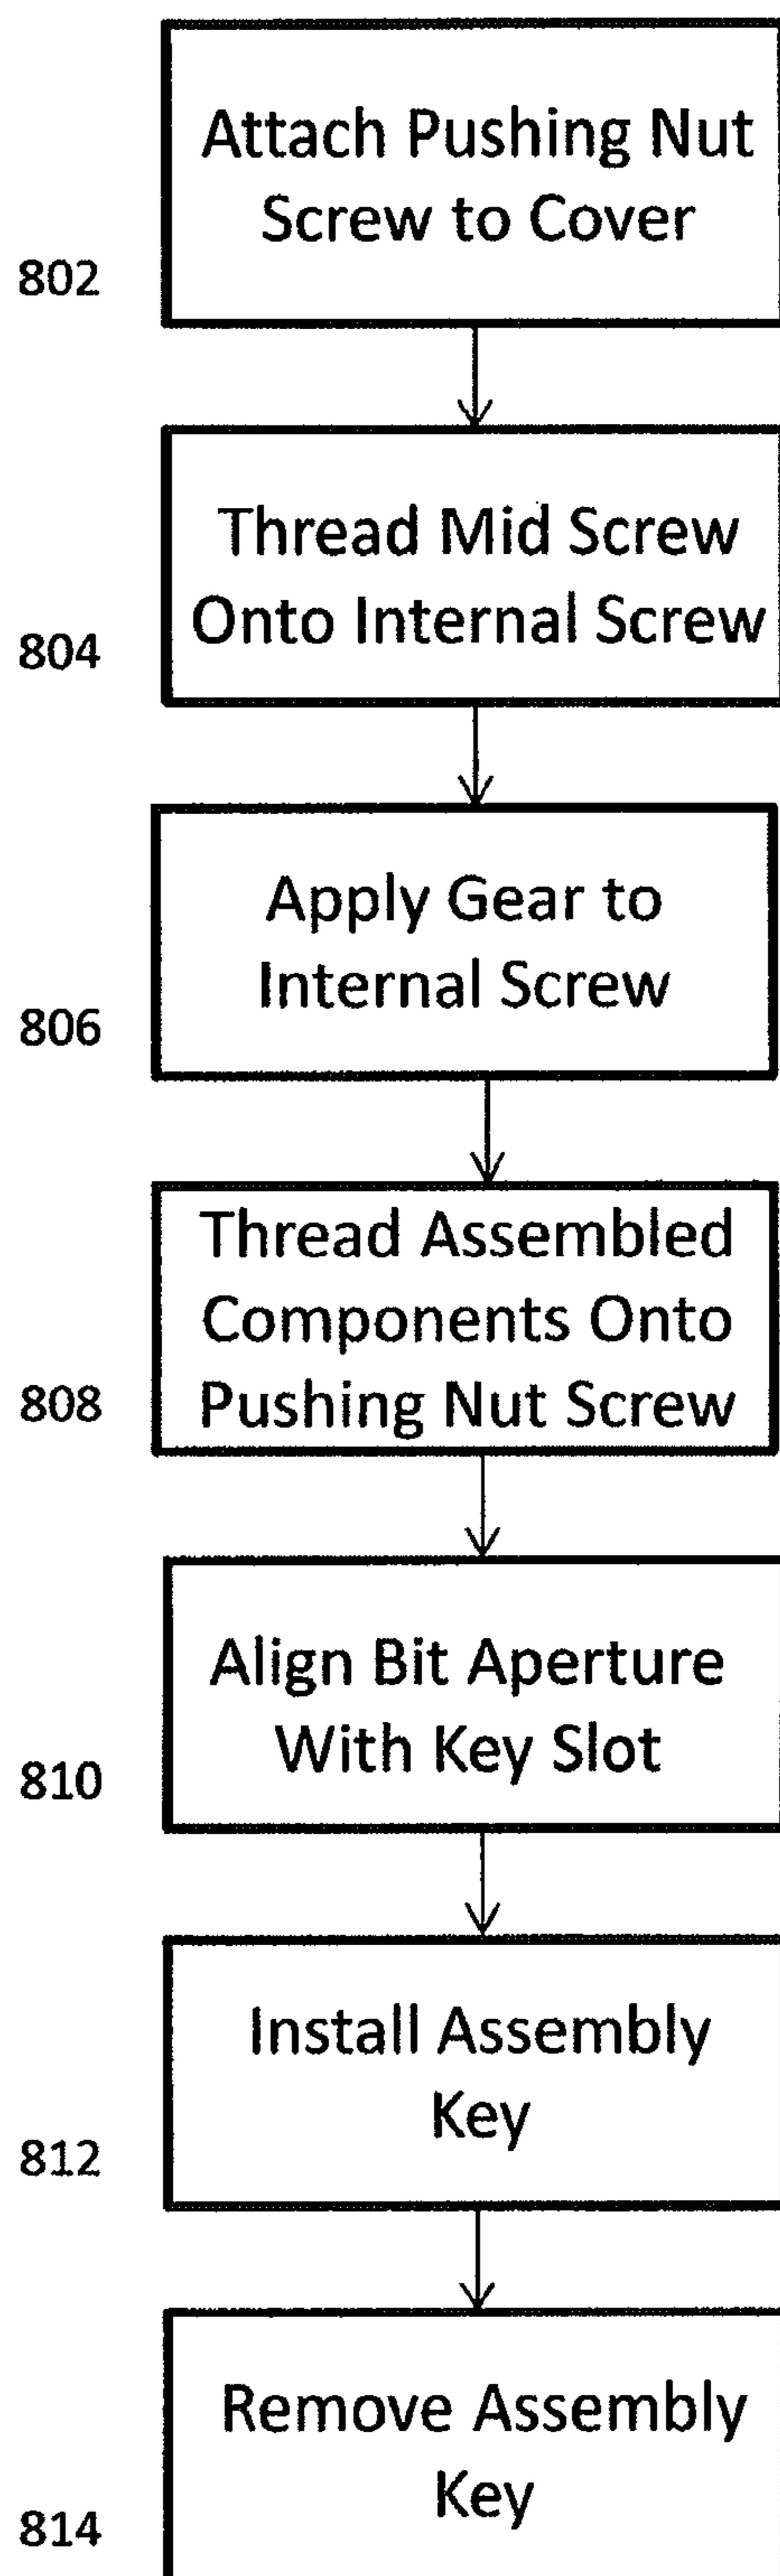 Attach Pushing Nut
Screw to Cover
802
Thread Mid Screw
Onto Internal Screw
804
Apply Gear to
Internal Screw
806
Thread Assembled
Components Onto
Pushing Nut Screw
808
Align Bit Aperture
With Key Slot
810
Install Assembly
Key
812
Remove Assembly
Key
814